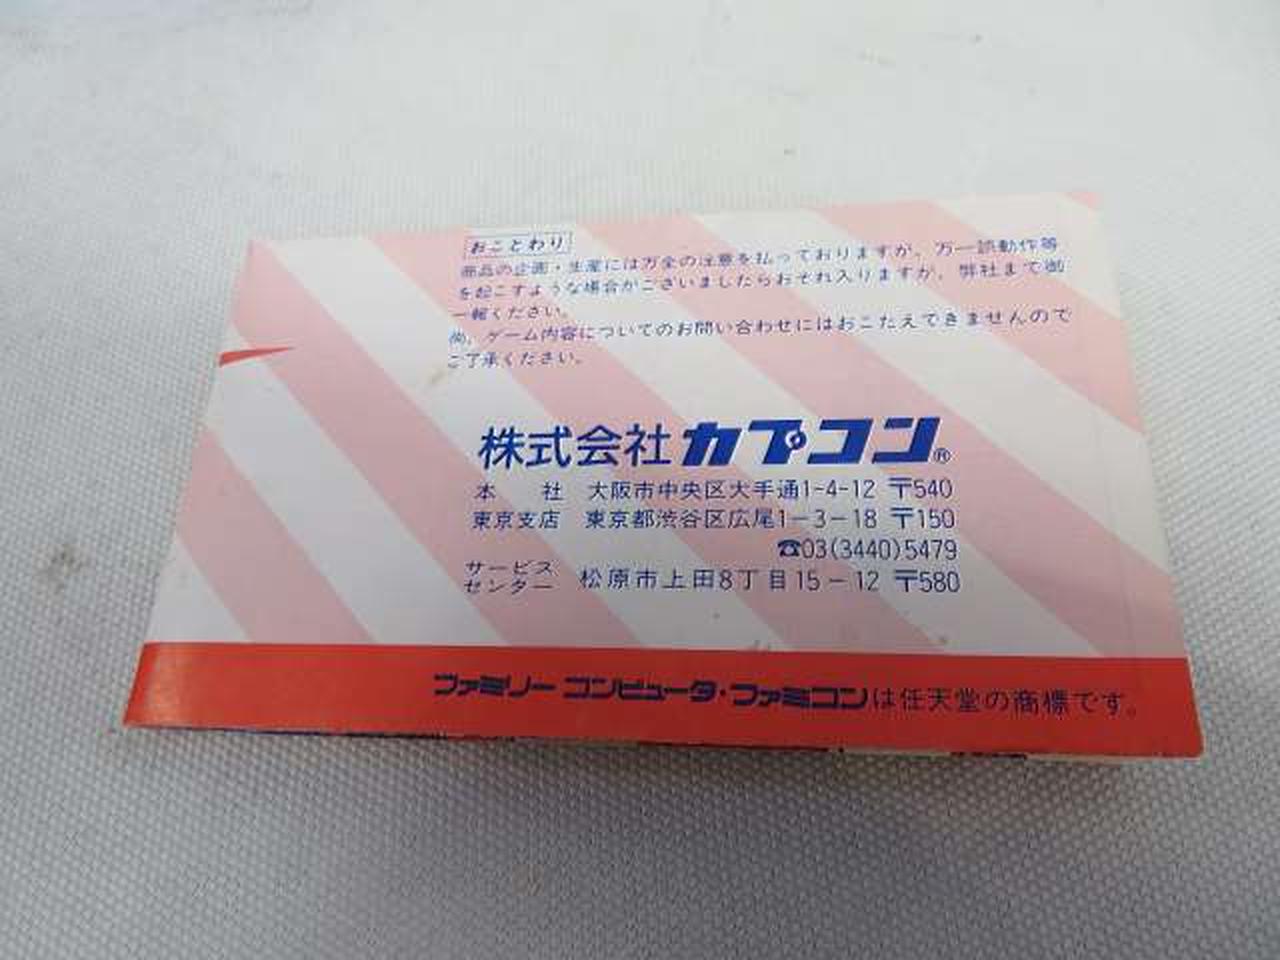 おことわり
商品の企画・生産には万全の注意を払っておりますが、万一誤動作等
を起こすような場合がございましたらおそれ入りますが、弊社まで御
一報ください。
尚、ゲーム内容についてのお問い合わせにはおこたえできませんので
ご了承ください。
株式会社カプコン®
本 社 大阪市中央区大手通1-4-12 〒540
東京支店 東京都渋谷区広尾1-3-18 〒150
☎03(3440)5479
サービスセンター 松原市上田8丁目15-12 〒580
ファミリーコンピュータ・ファミコンは任天堂の商標です。